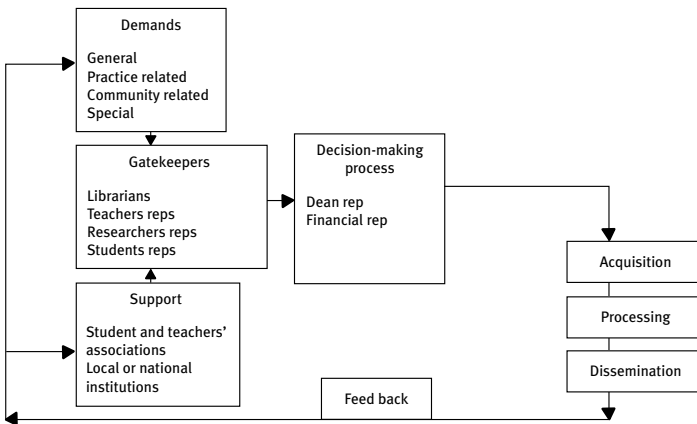 Demands
General
Practice related
Community related
Special
Gatekeepers
Librarians
Teachers reps
Researchers reps
Students reps
Support
Student and teachers’
associations
Local or national
institutions
Decision-making
process
Dean rep
Financial rep
Acquisition
Processing
Dissemination
Feed back